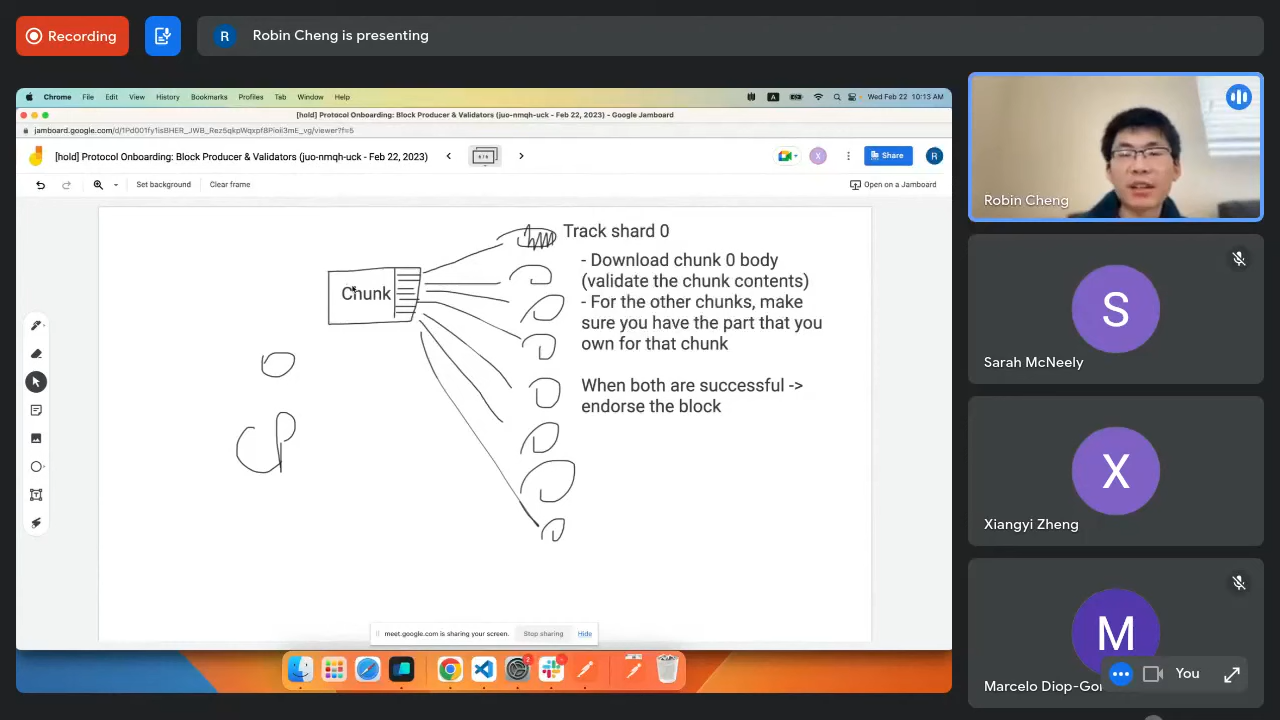 Recording
R
Robin Cheng is presenting
Chrome File Edit View History Bookmarks Profiles Tab Window Help
A
Wed Feb 22 10:13 AM
[hold] Protocol Onboarding: Block Producer & Validators (juo-nmqh-uck - Feb 22, 2023) - Google Jamboard
[hold] Protocol Onboarding: Block Producer & Validators (juo-nmqh-uck - Feb 22, 2023)
X
Share
R
Set background
Clear frame
Open on a Jamboard
Track shard 0
- Download chunk 0 body
(validate the chunk contents)
- For the other chunks, make
sure you have the part that you
own for that chunk
When both are successful ->
endorse the block
Chunk
CP
meet.google.com is sharing your screen.
Stop sharing
Hide
Robin Cheng
S
Sarah McNeely
X
Xiangyi Zheng
M
Marcelo Diop-Go
You